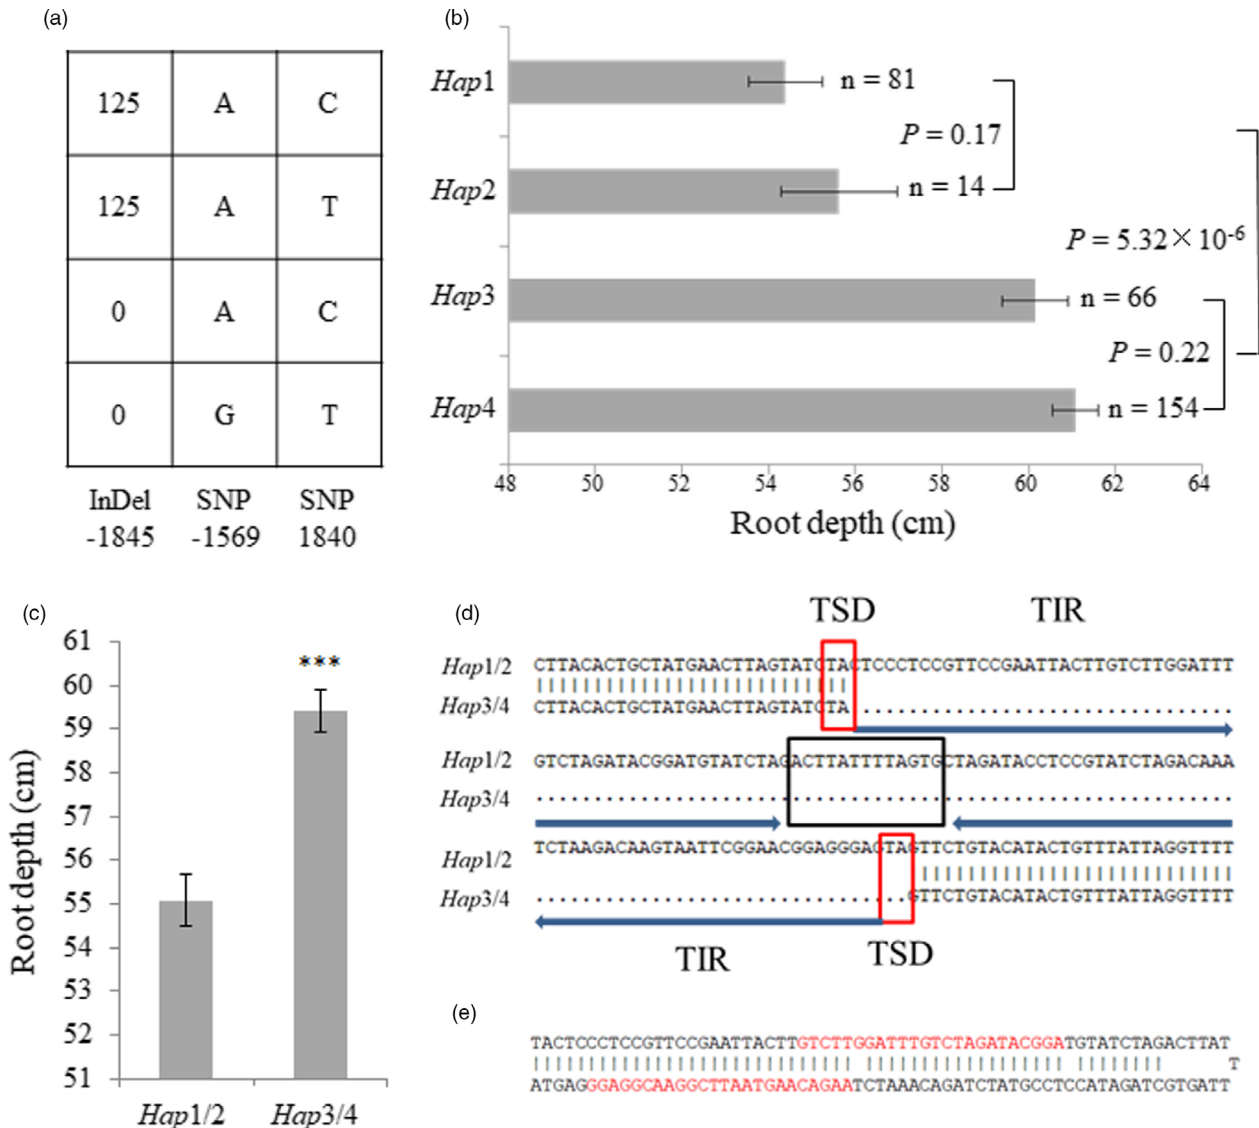 (a)
125 A C
125 A T
0 A C
0 G T
InDel SNP SNP
-1845 -1569 1840
(b)
Hap1
n = 81
P = 0.17
Hap2
n = 14
P = 5.32×10-6
Hap3
n = 66
P = 0.22
Hap4
n = 154
48 50 52 54 56 58 60 62 64
Root depth (cm)
(c)
61
60
59
58
57
56
55
54
53
52
51
***
Root depth (cm)
Hap1/2 Hap3/4
(d)
TSD TIR
Hap1/2 CTTACACTGCTATGAACTTAGTATCTACTCCCTCCGTTCCGAATTACTTGTCTTGGATTT
Hap3/4 CTTACACTGCTATGAACTTAGTATCTA
Hap1/2 GTCTAGATACGGATGTATCTAGACTTATTTTAGTGCTAGATACCTCCGTATCTAGACAAA
Hap3/4
Hap1/2 TCTAAGACAAGTAATTCGGAACGGAGGGAGTAGTTCTGTACATACTGTTTATTAGGTTTT
Hap3/4 GTTCTGTACATACTGTTTATTAGGTTTT
TIR TSD
(e)
TACTCCCTCCGTTCCGAATTACTTGTCTTGGATTTGTCTAGATACGGATGTATCTAGACTTAT
T
ATGAGGGAGGCAAGGCTTAATGAACAGAATCTAAACAGATCTATGCCTCCATAGATCGTGATT